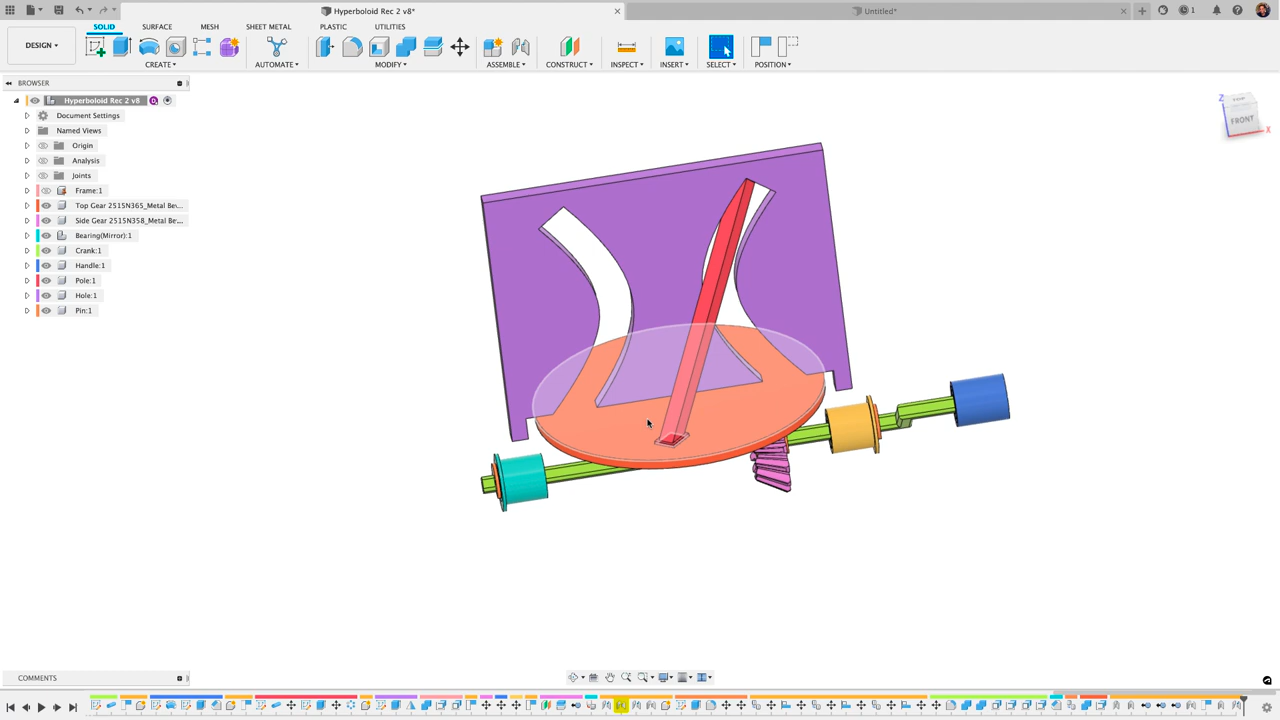 Hyperboloid Rec 2 v8*
Untitled*
1
SOLID
SURFACE
MESH
SHEET METAL
PLASTIC
UTILITIES
DESIGN
CREATE
AUTOMATE
MODIFY
ASSEMBLE
CONSTRUCT
INSPECT
INSERT
SELECT
POSITION
BROWSER
Hyperboloid Rec 2 v8
Document Settings
Named Views
Origin
Analysis
Joints
Frame:1
Top Gear 2515N365_Metal Bev...
Side Gear 2515N358_Metal Be...
Bearing(Mirror):1
Crank:1
Handle:1
Pole:1
Hole:1
Pin:1
Z
TOP
FRONT
X
COMMENTS